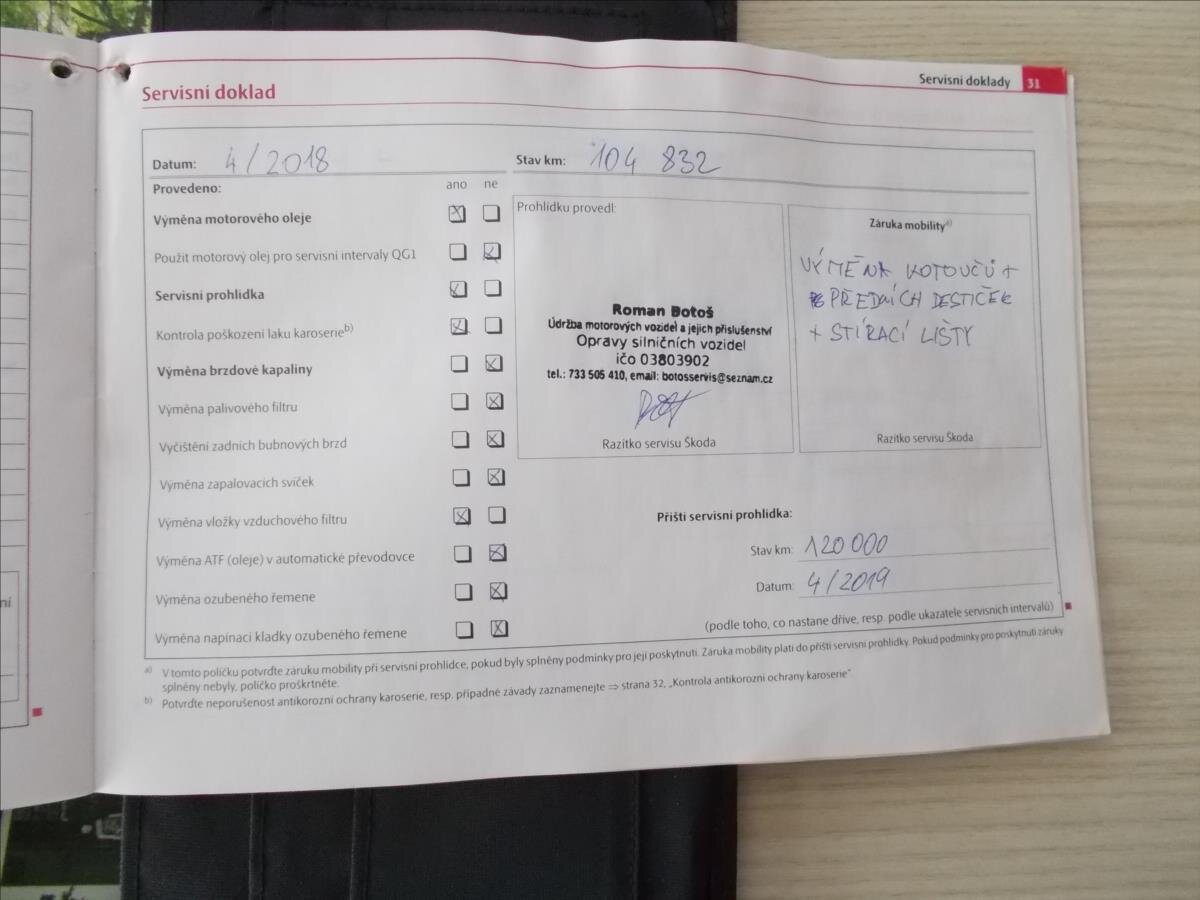 Servisní doklady 31
Servisní doklad
Datum: 4/2018
Stav km: 104 832
Provedeno: ano ne
Výměna motorového oleje
Použit motorový olej pro servisní intervaly QG1
Servisní prohlídka
Kontrola poškození laku karoserie b)
Výměna brzdové kapaliny
Výměna palivového filtru
Vyčištění zadních bubnových brzd
Výměna zapalovacích svíček
Výměna vložky vzduchového filtru
Výměna ATF (oleje) v automatické převodovce
Výměna ozubeného řemene
Výměna napínací kladky ozubeného řemene
Prohlídku provedl:
Roman Botoš
Údržba motorových vozidel a jejich příslušenství
Opravy silničních vozidel
ičo 03803902
tel.: 733 505 410, email: botosservis@seznam.cz
Razítko servisu Škoda
Záruka mobility a)
VÝMĚNA KOTOUČŮ +
PŘEDNÍCH DESTIČEK
+ STÍRACÍ LIŠTY
Razítko servisu Škoda
Příští servisní prohlídka:
Stav km: 120 000
Datum: 4/2019
(podle toho, co nastane dříve, resp. podle ukazatele servisních intervalů)
a) V tomto políčku potvrďte záruku mobility při servisní prohlídce, pokud byly splněny podmínky pro její poskytnutí. Záruka mobility platí do příští servisní prohlídky. Pokud podmínky pro poskytnutí záruky
splněny nebyly, políčko proškrtněte.
b) Potvrďte neporušenost antikorozní ochrany karoserie, resp. případné závady zaznamenejte ⇒ strana 32, „Kontrola antikorozní ochrany karoserie“
ní